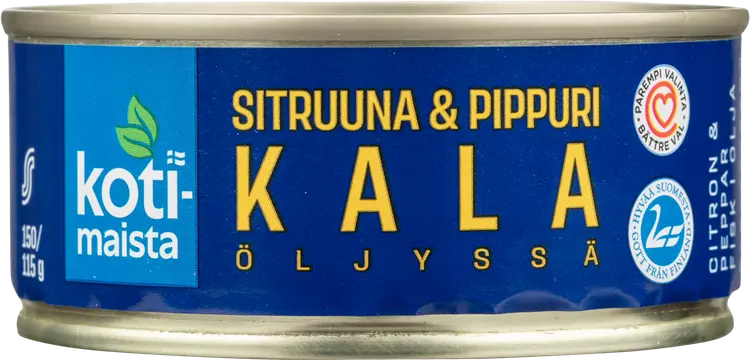 koti-
maista
150/
115 g
SITRUUNA & PIPPURI
KALA
ÖLJYSSÄ
PAREMPI VALINTA
BÄTTRE VAL
HYVÄÄ SUOMESTA
GOTT FRÅN FINLAND
CITRON &
PEPPAR
FISK I OLJA